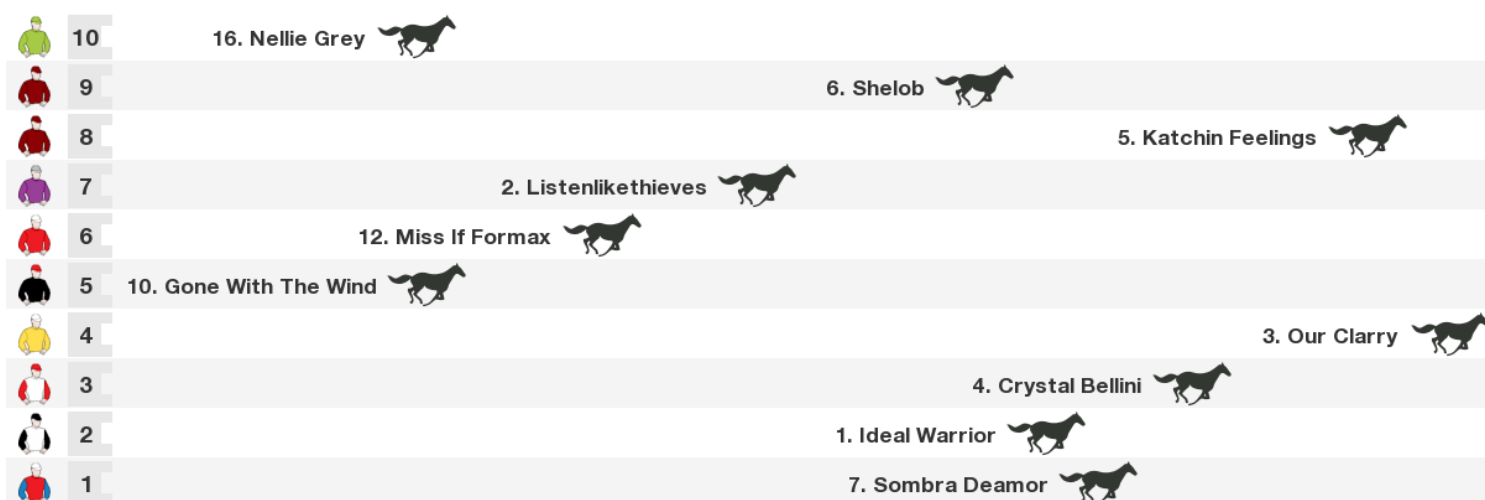 10 16. Nellie Grey
9 6. Shelob
8 5. Katchin Feelings
7 2. Listenlikethieves
6 12. Miss If Formax
5 10. Gone With The Wind
4 3. Our Clarry
3 4. Crystal Bellini
2 1. Ideal Warrior
1 7. Sombra Deamor